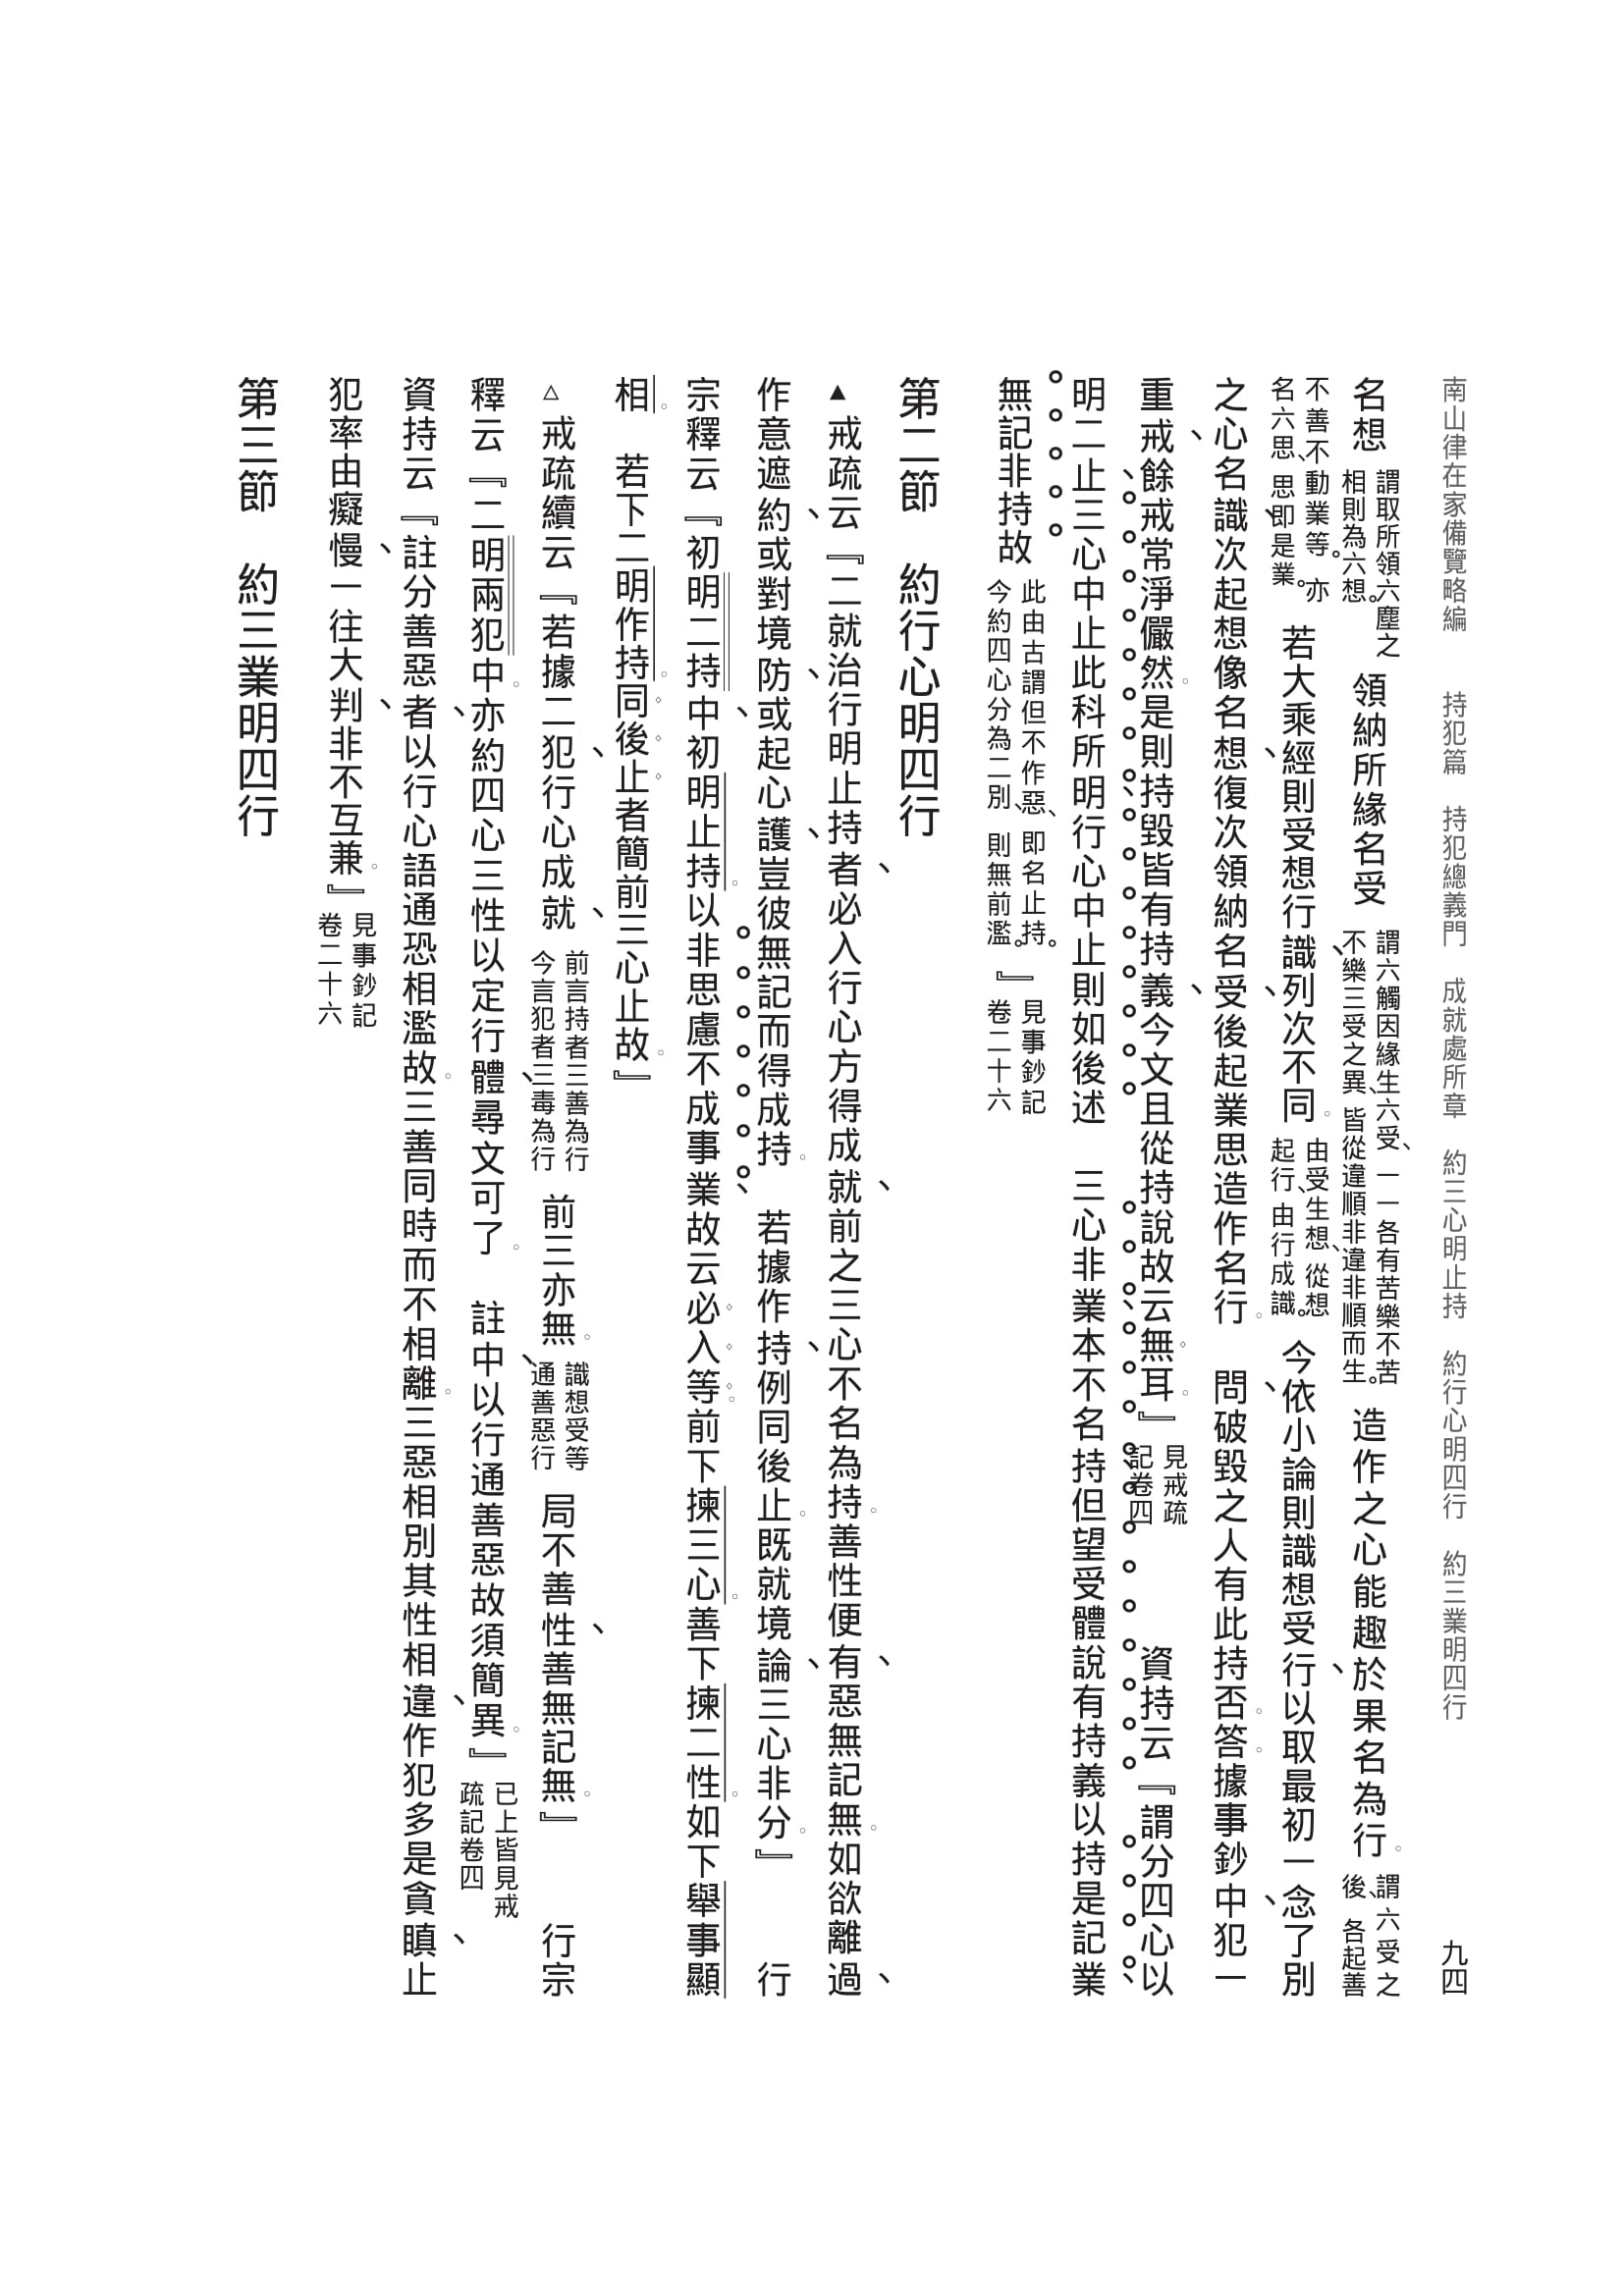 南山律在家備覽略編　持犯篇　持犯總義門　成就處所章　約三心明止持　約行心明四行　約三業明四行　九四
名想　謂取所領六塵之相則為六想。　領納所緣名受　謂六觸因緣生六受、一一各有苦樂不苦不樂三受之異、皆從違順非違非順而生。　造作之心能趣於果名為行。　謂六受之後、各起善
不善不動業等。亦名六思、思即是業。　若大乘經則受想行識、列次不同。　由受生想、從想起行、由行成識。　今依小論則識想受行、以取最初一念了別
之心名識、次起想像名想、復次領納名受、後起業思造作名行。　問、破毀之人有此持否。答。據事鈔中、犯一
重戒、餘戒常淨儼然。是則持毀皆有持義、今文且從持說故云無耳。』　見戒疏記卷四　資持云『謂分四心以
明二止、三心中止此科所明、行心中止則如後述　三心非業、本不名持、但望受體說有持義以持是記業、
無記非持故　此由古謂但不作惡、即名止持。今約四心分為二別、則無前濫。』　見事鈔記卷二十六
第二節　約行心明四行
▲戒疏云『二就治行明止持者、必入行心方得成就、前之三心不名為持。善性便有、惡無記無。如欲離過、
作意遮約、或對境防、或起心護、豈彼無記而得成持。　若據作持、例同後止。既就境論、三心非分。』　行
宗釋云『初明二持中、初明止持。以非思慮不成事業、故云必入等。前下揀三心。善下揀二性。如下舉事顯
相。　若下二明作持。同後止者簡前三心止故。』
△戒疏續云『若據二犯、行心成就、　前言持者三善為行今言犯者三毒為行　前三亦無。　識想受等通善惡行　局不善性、善無記無。』　行宗
釋云『二明兩犯中。亦約四心三性以定行體、尋文可了。　註中、以行通善惡故須簡異。』　已上皆見戒疏記卷四
資持云『註分善惡者、以行心語通恐相濫故。三善同時而不相離。三惡相別其性相違、作犯多是貪瞋、止
犯率由癡慢、一往大判、非不互兼。』　見事鈔記卷二十六
第三節　約三業明四行